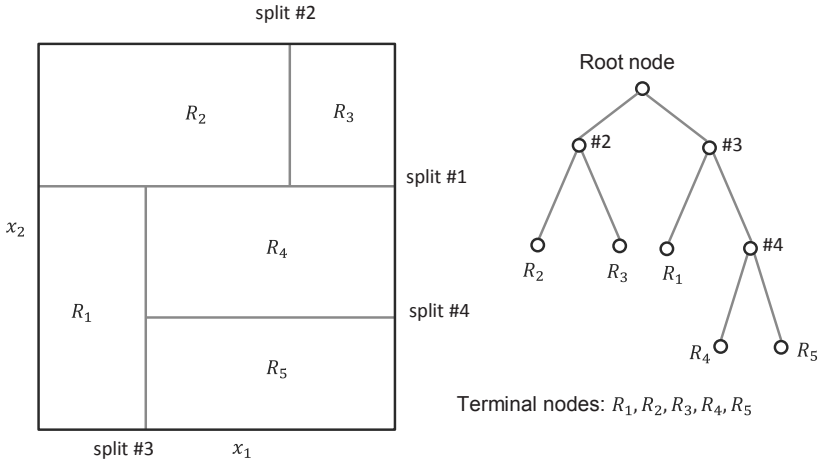 split #2
R₂
R₃
split #1
x₂
R₄
R₁
split #4
R₅
split #3
x₁
Root node
#2
#3
R₂
R₃
R₁
#4
R₄
R₅
Terminal nodes: R₁, R₂, R₃, R₄, R₅